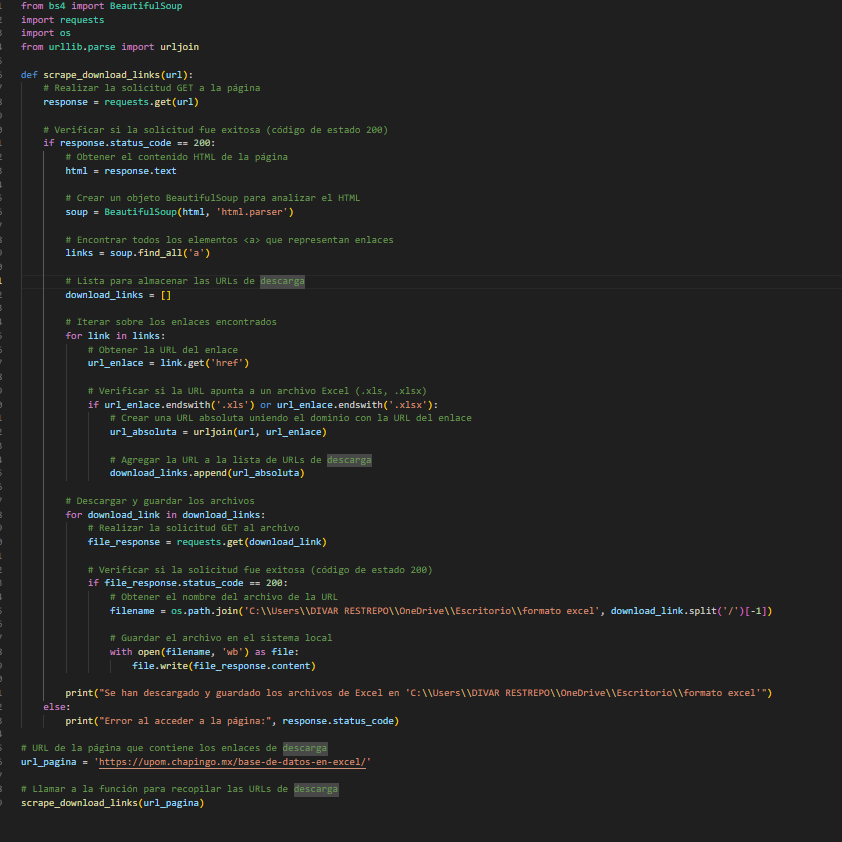 from bs4 import BeautifulSoup
import requests
import os
from urllib.parse import urljoin
def scrape_download_links(url):
# Realizar la solicitud GET a la página
response = requests.get(url)
# Verificar si la solicitud fue exitosa (código de estado 200)
if response.status_code == 200:
# Obtener el contenido HTML de la página
html = response.text
# Crear un objeto BeautifulSoup para analizar el HTML
soup = BeautifulSoup(html, 'html.parser')
# Encontrar todos los elementos <a> que representan enlaces
links = soup.find_all('a')
# Lista para almacenar las URLs de descarga
download_links = []
# Iterar sobre los enlaces encontrados
for link in links:
# Obtener la URL del enlace
url_enlace = link.get('href')
# Verificar si la URL apunta a un archivo Excel (.xls, .xlsx)
if url_enlace.endswith('.xls') or url_enlace.endswith('.xlsx'):
# Crear una URL absoluta uniendo el dominio con la URL del enlace
url_absoluta = urljoin(url, url_enlace)
# Agregar la URL a la lista de URLs de descarga
download_links.append(url_absoluta)
# Descargar y guardar los archivos
for download_link in download_links:
# Realizar la solicitud GET al archivo
file_response = requests.get(download_link)
# Verificar si la solicitud fue exitosa (código de estado 200)
if file_response.status_code == 200:
# Obtener el nombre del archivo de la URL
filename = os.path.join('C:\\Users\\DIVAR RESTREPO\\OneDrive\\Escritorio\\formato excel', download_link.split('/')[-1])
# Guardar el archivo en el sistema local
with open(filename, 'wb') as file:
file.write(file_response.content)
print("Se han descargado y guardado los archivos de Excel en 'C:\\Users\\DIVAR RESTREPO\\OneDrive\\Escritorio\\formato excel'")
else:
print("Error al acceder a la página:", response.status_code)
# URL de la página que contiene los enlaces de descarga
url_pagina = 'https://upom.chapingo.mx/base-de-datos-en-excel/'
# Llamar a la función para recopilar las URLs de descarga
scrape_download_links(url_pagina)